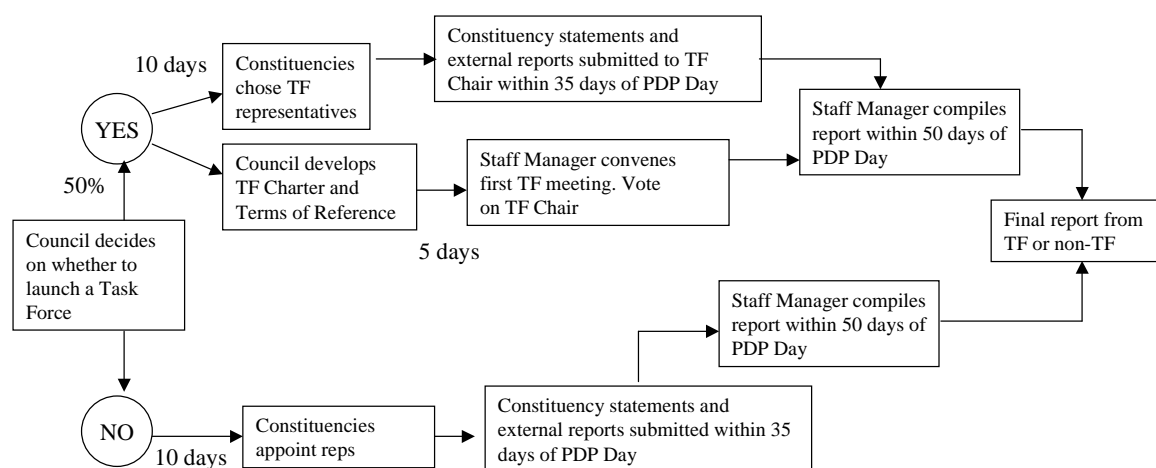 10 days
Constituencies
chose TF
representatives
Constituency statements and
external reports submitted to TF
Chair within 35 days of PDP Day
Staff Manager compiles
report within 50 days of
PDP Day
YES
50%
Council develops
TF Charter and
Terms of Reference
5 days
Staff Manager convenes
first TF meeting. Vote
on TF Chair
Council decides
on whether to
launch a Task
Force
Final report from
TF or non-TF
Staff Manager compiles
report within 50 days of
PDP Day
NO
10 days
Constituencies
appoint reps
Constituency statements and
external reports submitted within 35
days of PDP Day